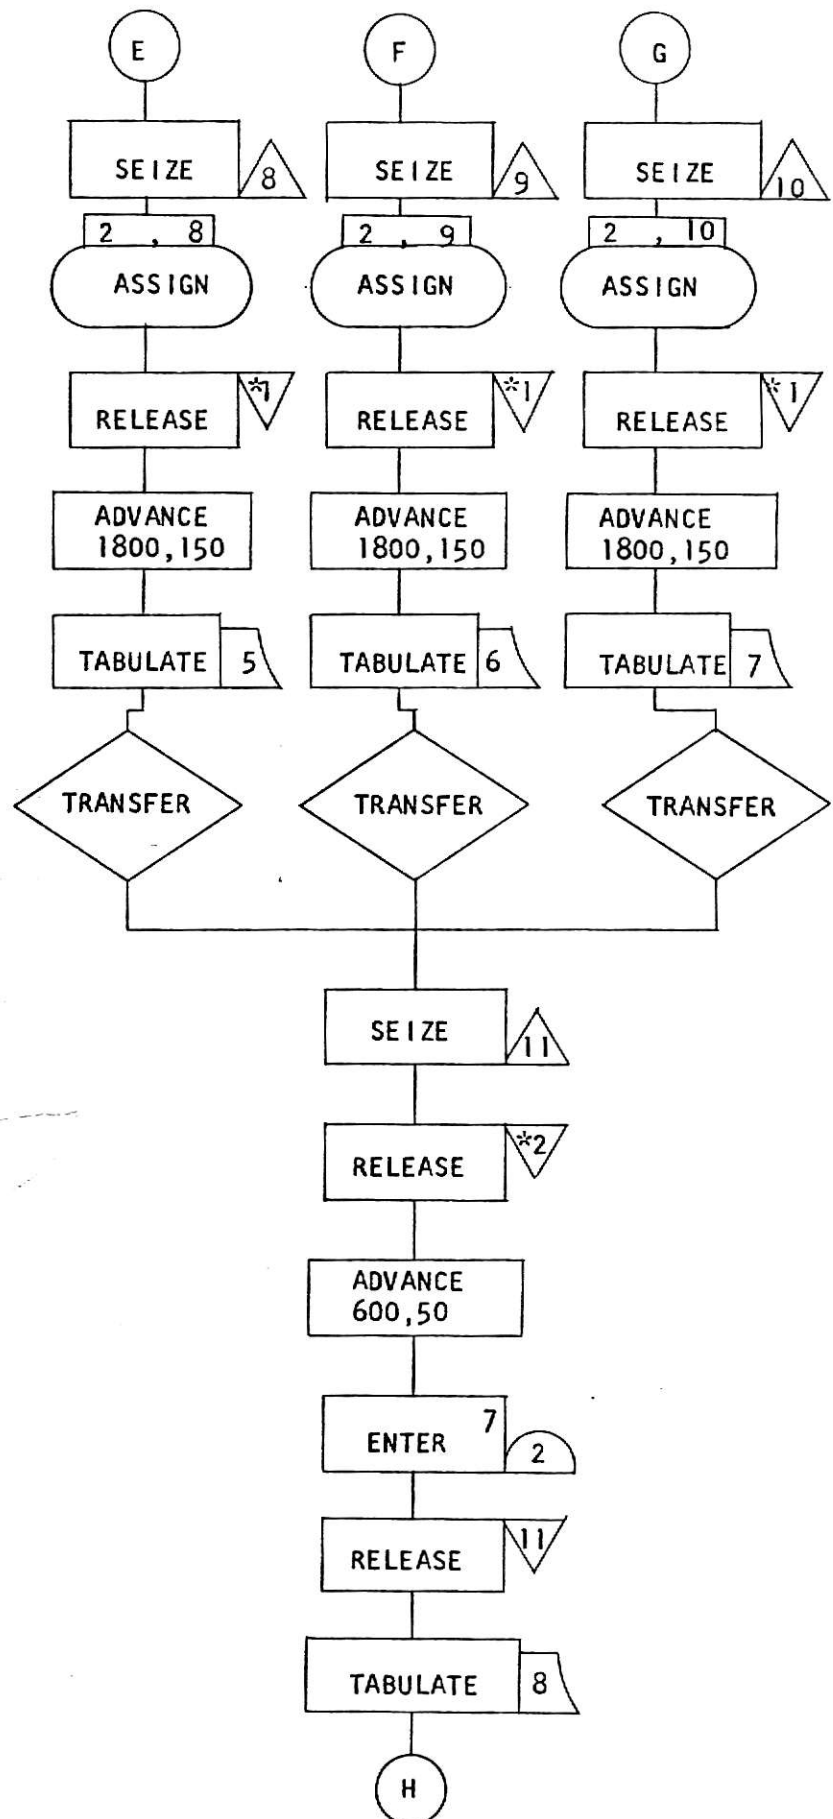 E
F
G
SEIZE 8
SEIZE 9
SEIZE 10
2 , 8
2 , 9
2 , 10
ASSIGN
ASSIGN
ASSIGN
RELEASE *1
RELEASE *1
RELEASE *1
ADVANCE
1800,150
ADVANCE
1800,150
ADVANCE
1800,150
TABULATE 5
TABULATE 6
TABULATE 7
TRANSFER
TRANSFER
TRANSFER
SEIZE 11
RELEASE *2
ADVANCE
600,50
7
ENTER 2
RELEASE 11
TABULATE 8
H